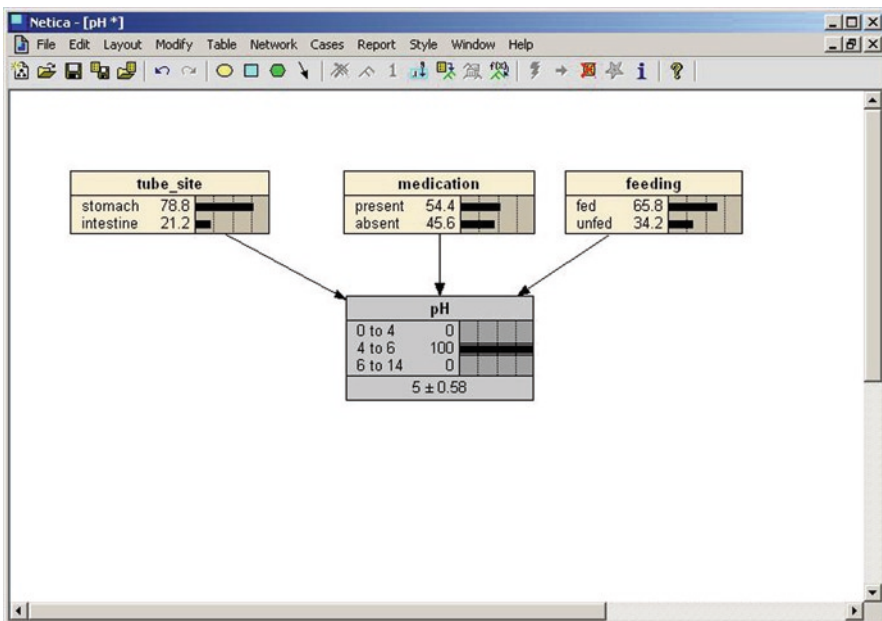 Netica - [pH *]
File Edit Layout Modify Table Network Cases Report Style Window Help
1 f(x) i ?
tube_site
stomach 78.8
intestine 21.2
medication
present 54.4
absent 45.6
feeding
fed 65.8
unfed 34.2
pH
0 to 4 0
4 to 6 100
6 to 14 0
5 ± 0.58